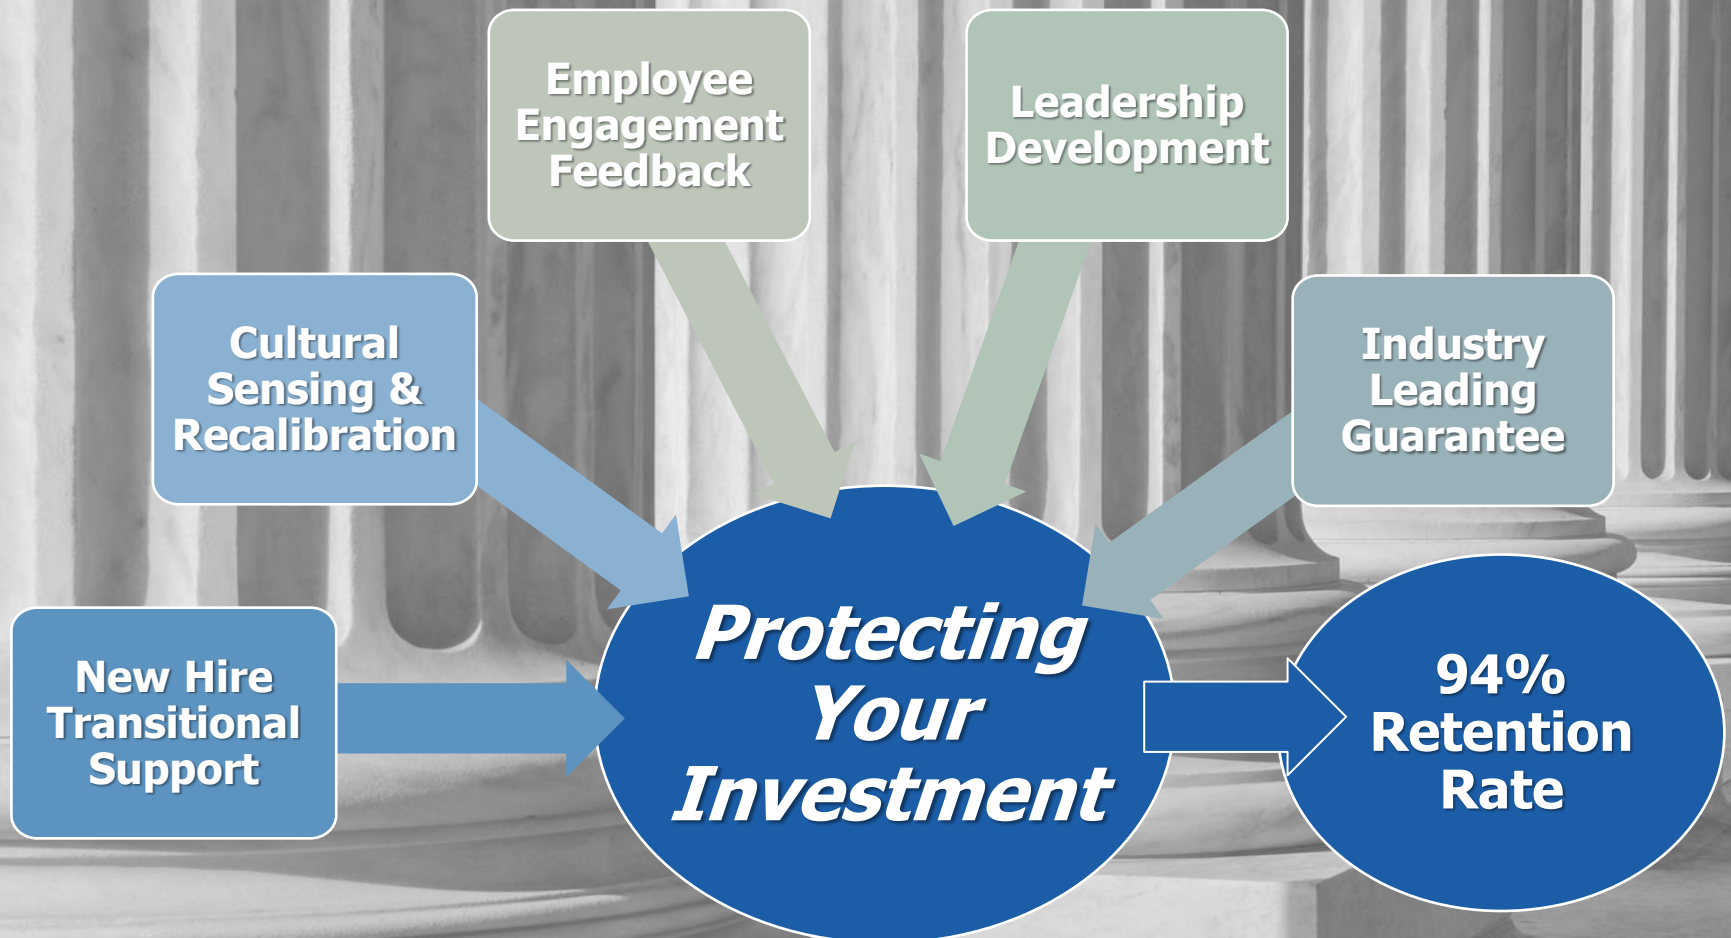 Employee
Engagement
Feedback
Leadership
Development
Cultural
Sensing &
Recalibration
Industry
Leading
Guarantee
New Hire
Transitional
Support
Protecting
Your
Investment
94%
Retention
Rate